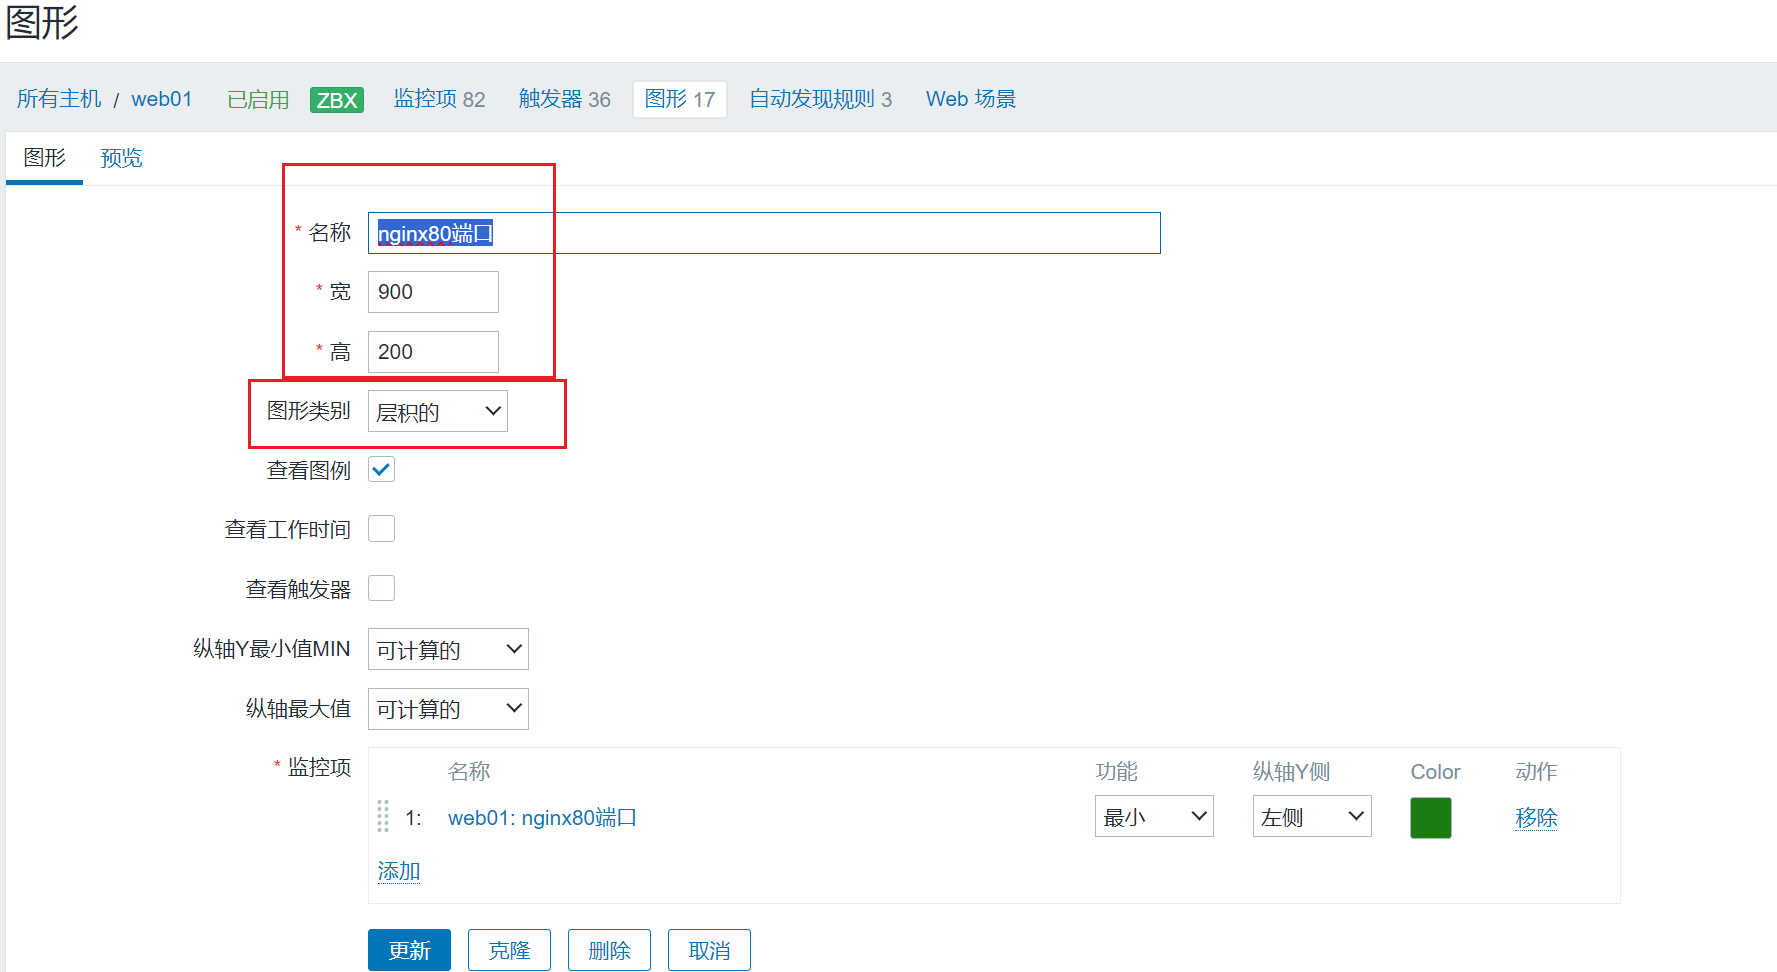 图形
所有主机 / web01 已启用 ZBX 监控项 82 触发器 36 图形 17 自动发现规则 3 Web 场景
图形 预览
* 名称 nginx80端口
* 宽 900
* 高 200
图形类别 层积的
查看图例
查看工作时间
查看触发器
纵轴Y最小值MIN 可计算的
纵轴最大值 可计算的
* 监控项 名称 功能 纵轴Y侧 Color 动作
1: web01: nginx80端口 最小 左侧 移除
添加
更新 克隆 删除 取消